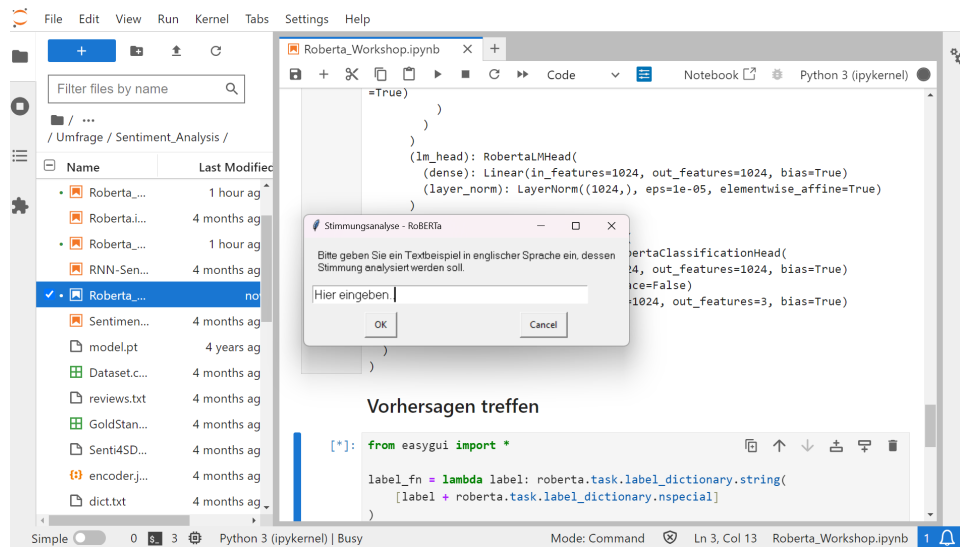 File Edit View Run Kernel Tabs Settings Help
+
Filter files by name
/ ···
/ Umfrage / Sentiment_Analysis /
Name Last Modified
Roberta_... 1 hour ag
Roberta.i... 4 months ag
Roberta_... 1 hour ag
RNN-Sen... 4 months ag
Roberta_... no
Sentimen... 4 months ag
model.pt 4 years ag
Dataset.c... 4 months ag
reviews.txt 4 months ag
GoldStan... 4 months ag
Senti4SD... 4 months ag
encoder.j... 4 months ag
dict.txt 4 months ag
Roberta_Workshop.ipynb × +
Code Notebook Python 3 (ipykernel)
=True)
)
)
)
(lm_head): RobertaLMHead(
(dense): Linear(in_features=1024, out_features=1024, bias=True)
(layer_norm): LayerNorm((1024,), eps=1e-05, elementwise_affine=True)
)
Stimmungsanalyse - RoBERTa
Bitte geben Sie ein Textbeispiel in englischer Sprache ein, dessen
Stimmung analysiert werden soll.
Hier eingeben..
OK Cancel
ertaClassificationHead(
24, out_features=1024, bias=True)
ce=False)
1024, out_features=3, bias=True)
)
)
Vorhersagen treffen
[*]: from easygui import *
label_fn = lambda label: roberta.task.label_dictionary.string(
[label + roberta.task.label_dictionary.nspecial]
)
Simple 0 $_ 3 Python 3 (ipykernel) | Busy Mode: Command Ln 3, Col 13 Roberta_Workshop.ipynb 1